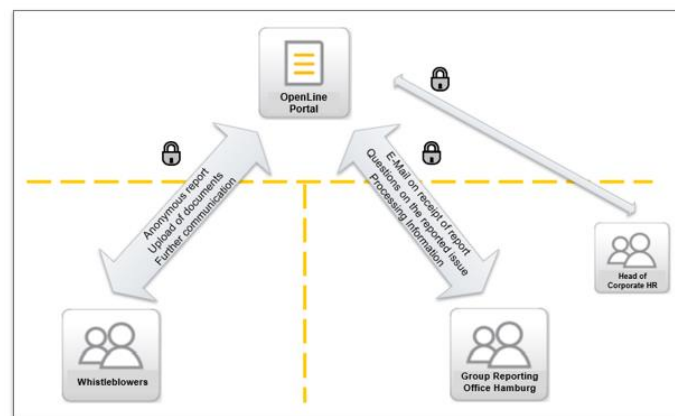 OpenLine
Portal
Anonymous report
Upload of documents
Further communication
E-Mail on receipt of report
Questions on the reported issue
Processing Information
Head of
Corporate HR
Whistleblowers
Group Reporting
Office Hamburg